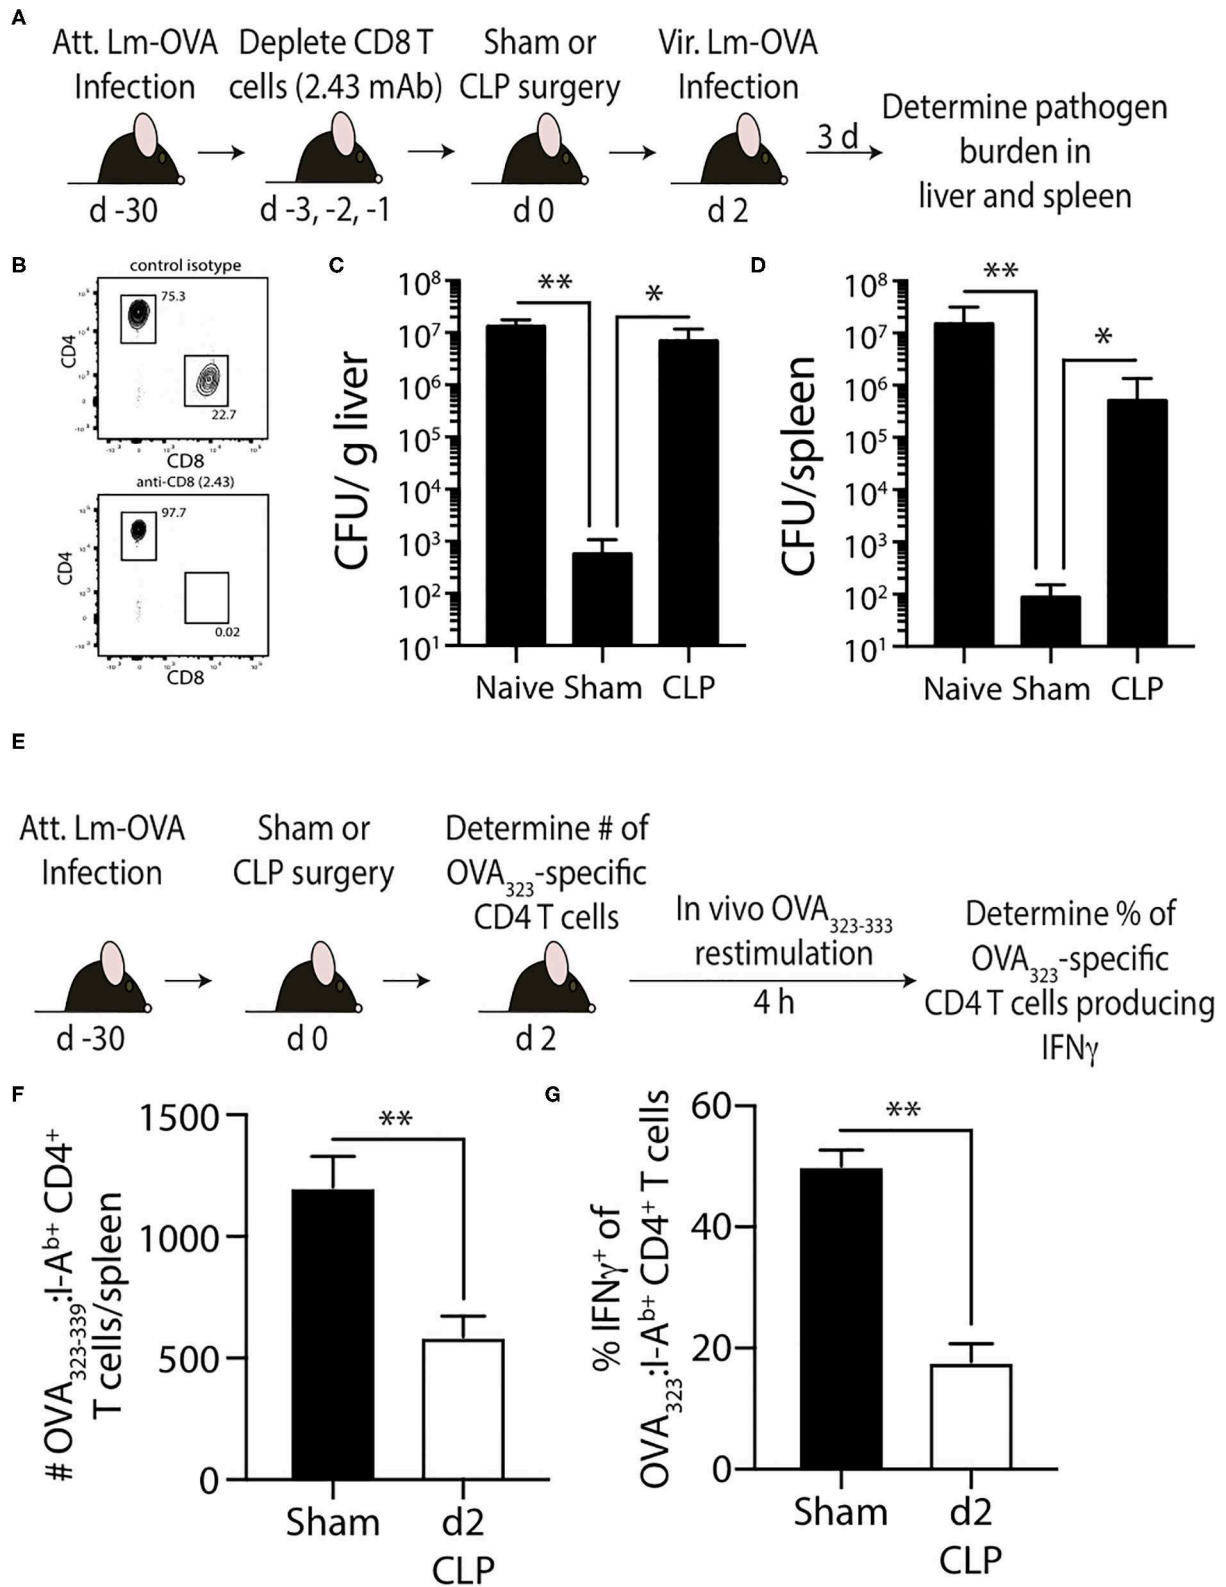 A
Att. Lm-OVA
Infection
Deplete CD8 T
cells (2.43 mAb)
Sham or
CLP surgery
Vir. Lm-OVA
Infection
3 d
Determine pathogen
burden in
liver and spleen
d -30
d -3, -2, -1
d 0
d 2
B
control isotype
75.3
22.7
CD4
CD8
anti-CD8 (2.43)
97.7
0.02
CD4
CD8
C
**
*
10⁸
10⁷
10⁶
10⁵
10⁴
10³
10²
10¹
CFU/ g liver
Naive Sham CLP
D
**
*
10⁸
10⁷
10⁶
10⁵
10⁴
10³
10²
10¹
CFU/spleen
Naive Sham CLP
E
Att. Lm-OVA
Infection
Sham or
CLP surgery
Determine # of
OVA₃₂₃-specific
CD4 T cells
In vivo OVA₃₂₃₋₃₃₃
restimulation
4 h
Determine % of
OVA₃₂₃-specific
CD4 T cells producing
IFNγ
d -30
d 0
d 2
F
**
1500
1000
500
0
# OVA₃₂₃₋₃₃₉:I-Aᵇ⁺ CD4⁺
T cells/spleen
Sham
d2
CLP
G
**
60
40
20
0
% IFNγ⁺ of
OVA₃₂₃:I-Aᵇ⁺ CD4⁺ T cells
Sham
d2
CLP